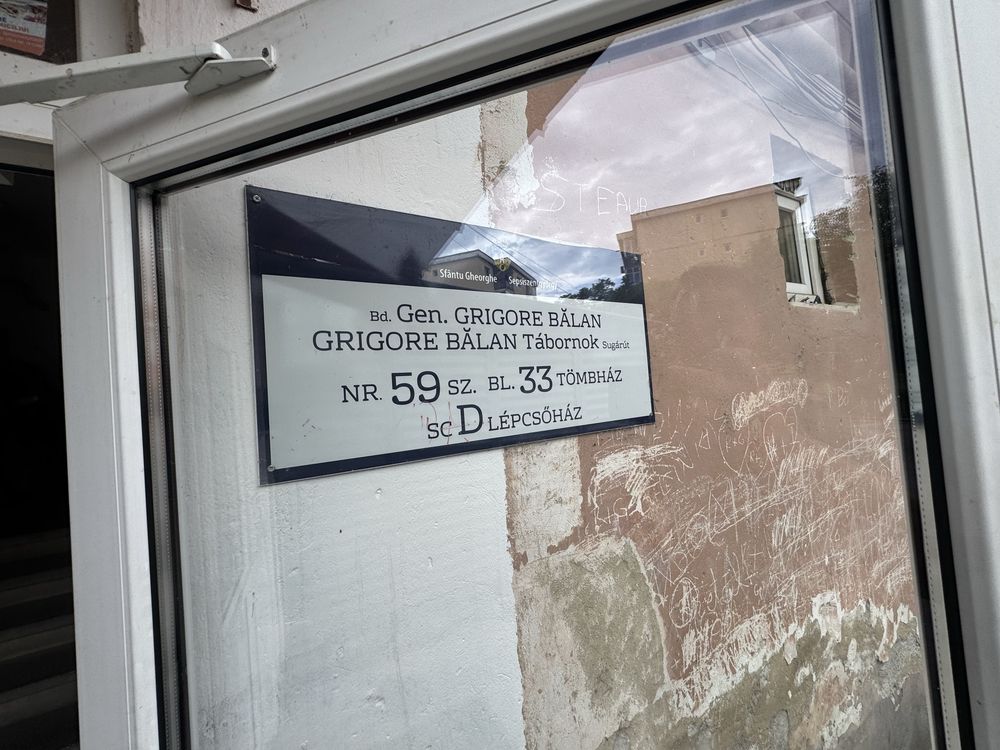 STEAUA
Sfântu Gheorghe Sepsiszentgyörgy
Bd. Gen. GRIGORE BĂLAN
GRIGORE BĂLAN Tábornok Sugárút
NR. 59 SZ. BL. 33 TÖMBHÁZ
SC D LÉPCSŐHÁZ